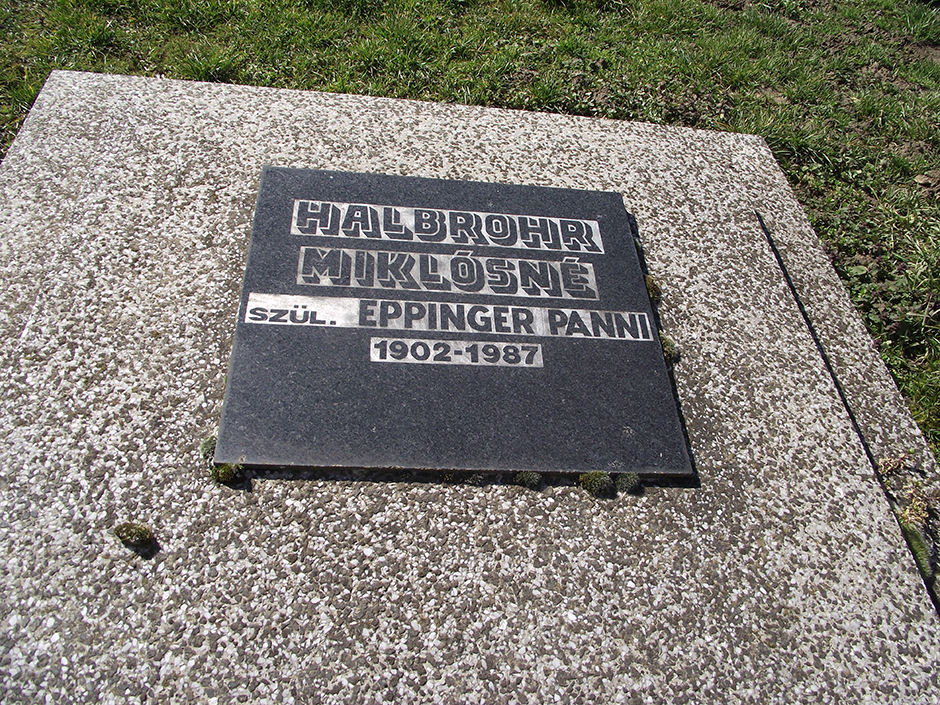 HALBROHR
MIKLÓSNÉ
SZÜL. EPPINGER PANNI
1902-1987